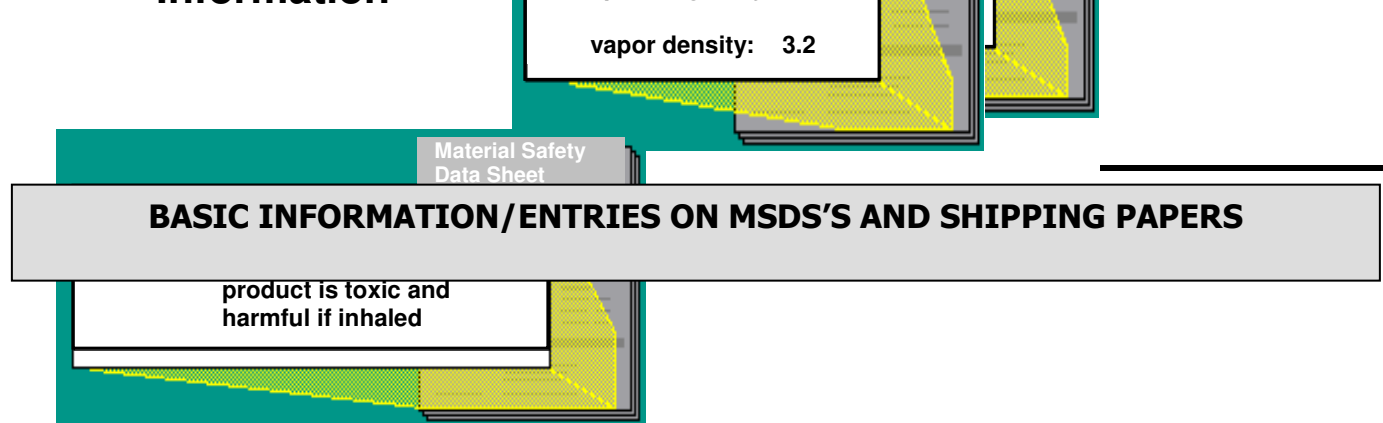 Information
vapor density: 3.2
Material Safety
Data Sheet
BASIC INFORMATION/ENTRIES ON MSDS'S AND SHIPPING PAPERS
product is toxic and
harmful if inhaled